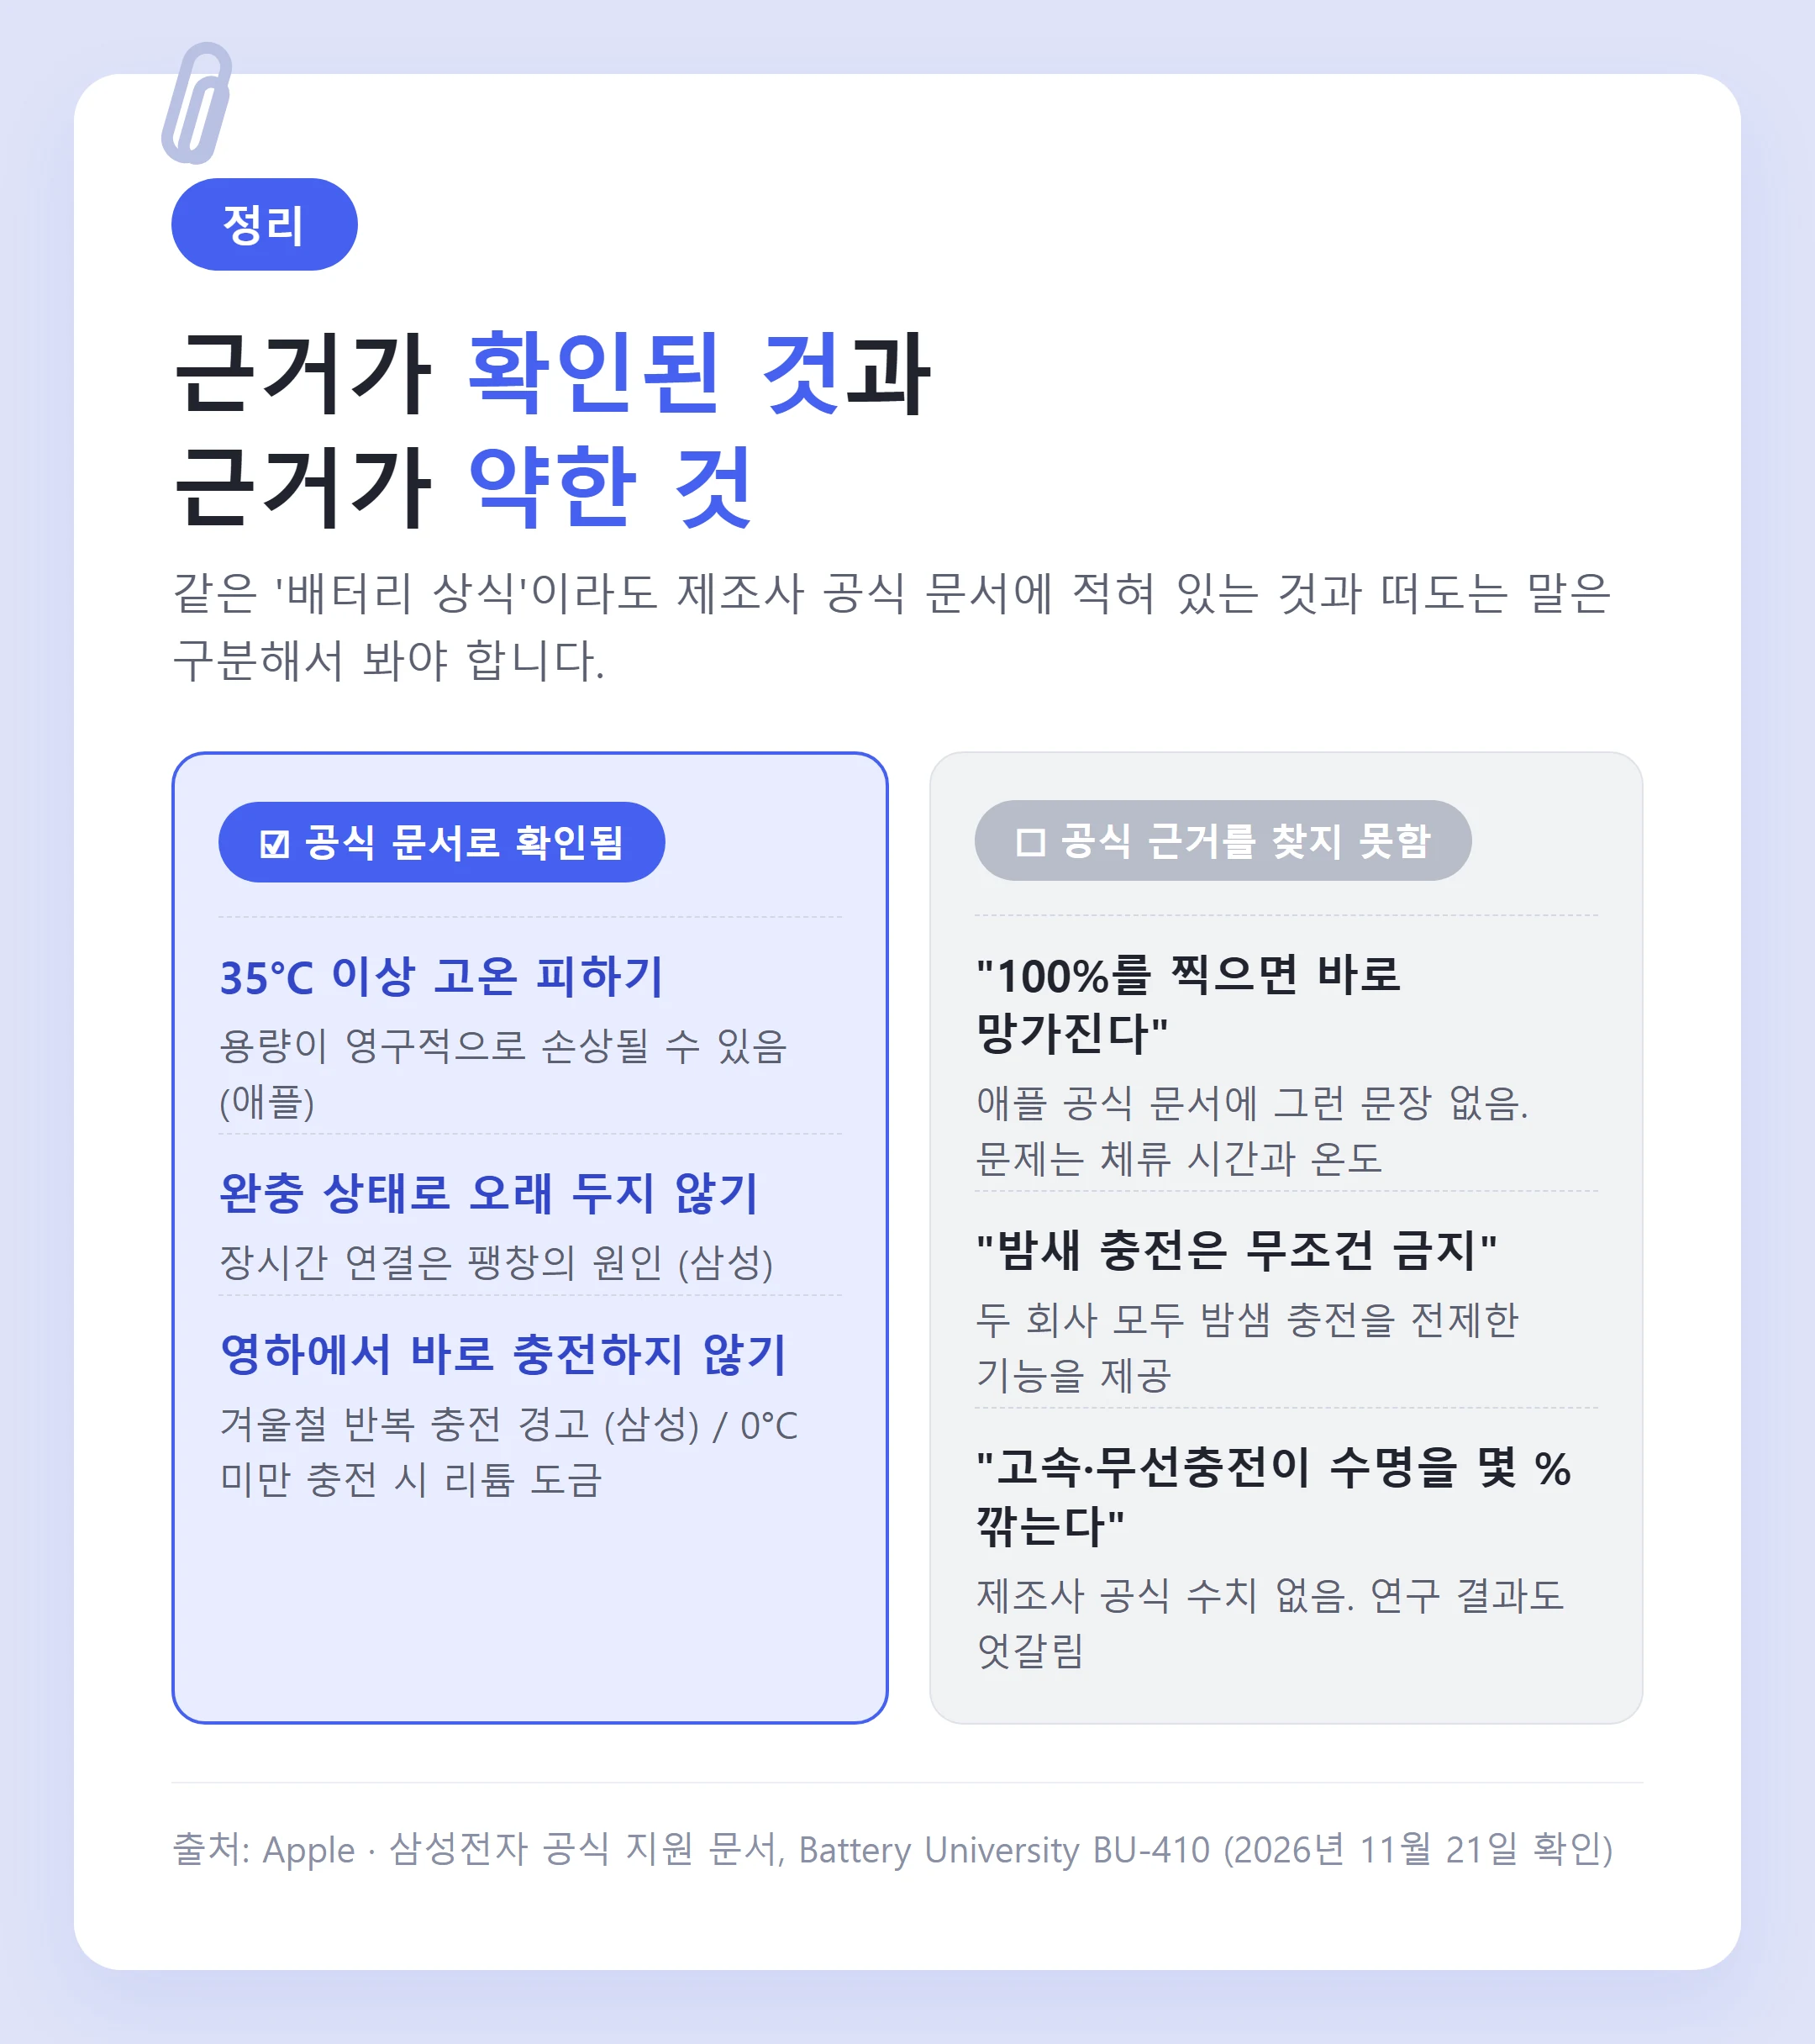 정리
근거가 확인된 것과
근거가 약한 것
같은 '배터리 상식'이라도 제조사 공식 문서에 적혀 있는 것과 떠도는 말은
구분해서 봐야 합니다.
☑ 공식 문서로 확인됨
35°C 이상 고온 피하기
용량이 영구적으로 손상될 수 있음
(애플)
완충 상태로 오래 두지 않기
장시간 연결은 팽창의 원인 (삼성)
영하에서 바로 충전하지 않기
겨울철 반복 충전 경고 (삼성) / 0°C
미만 충전 시 리튬 도금
☐ 공식 근거를 찾지 못함
"100%를 찍으면 바로
망가진다"
애플 공식 문서에 그런 문장 없음.
문제는 체류 시간과 온도
"밤새 충전은 무조건 금지"
두 회사 모두 밤샘 충전을 전제한
기능을 제공
"고속·무선충전이 수명을 몇 %
깎는다"
제조사 공식 수치 없음. 연구 결과도
엇갈림
출처: Apple · 삼성전자 공식 지원 문서, Battery University BU-410 (2026년 11월 21일 확인)